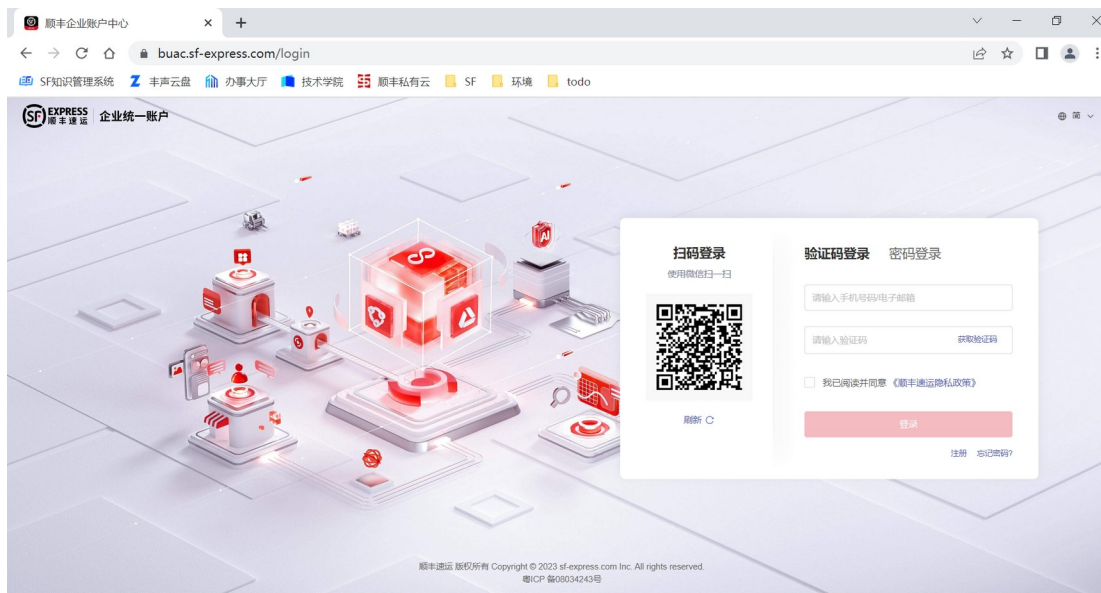 顺丰企业账户中心
buac.sf-express.com/login
SF知识管理系统 丰声云盘 办事大厅 技术学院 顺丰私有云 SF 环境 todo
SF EXPRESS 顺丰速运 企业统一账户
简
AI
扫码登录
使用微信扫一扫
刷新
验证码登录 密码登录
请输入手机号码/电子邮箱
请输入验证码 获取验证码
我已阅读并同意《顺丰速运隐私政策》
登录
注册 忘记密码?
顺丰速运 版权所有 Copyright © 2023 sf-express.com Inc. All rights reserved.
粤ICP 备08034243号